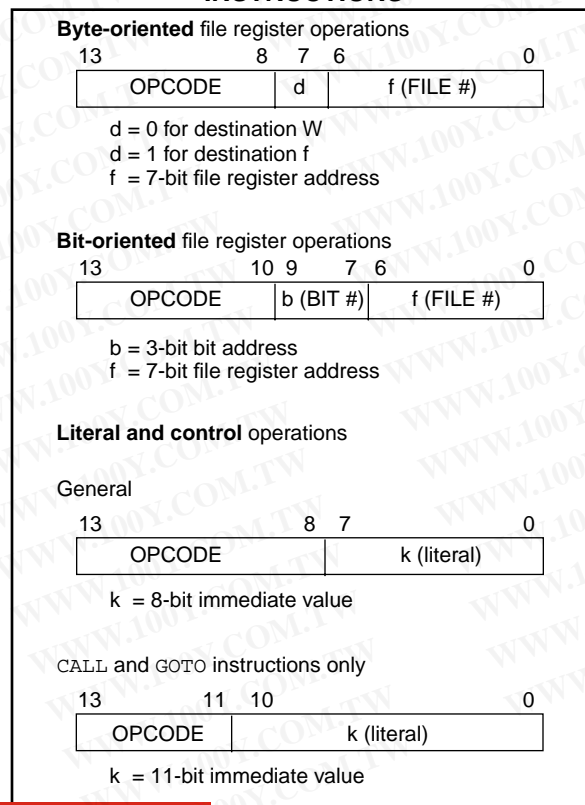 Byte-oriented file register operations
13 8 7 6 0
OPCODE d f (FILE #)
d = 0 for destination W
d = 1 for destination f
f = 7-bit file register address
Bit-oriented file register operations
13 10 9 7 6 0
OPCODE b (BIT #) f (FILE #)
b = 3-bit bit address
f = 7-bit file register address
Literal and control operations
General
13 8 7 0
OPCODE k (literal)
k = 8-bit immediate value
CALL and GOTO instructions only
13 11 10 0
OPCODE k (literal)
k = 11-bit immediate value
WWW.100Y.COM.TW